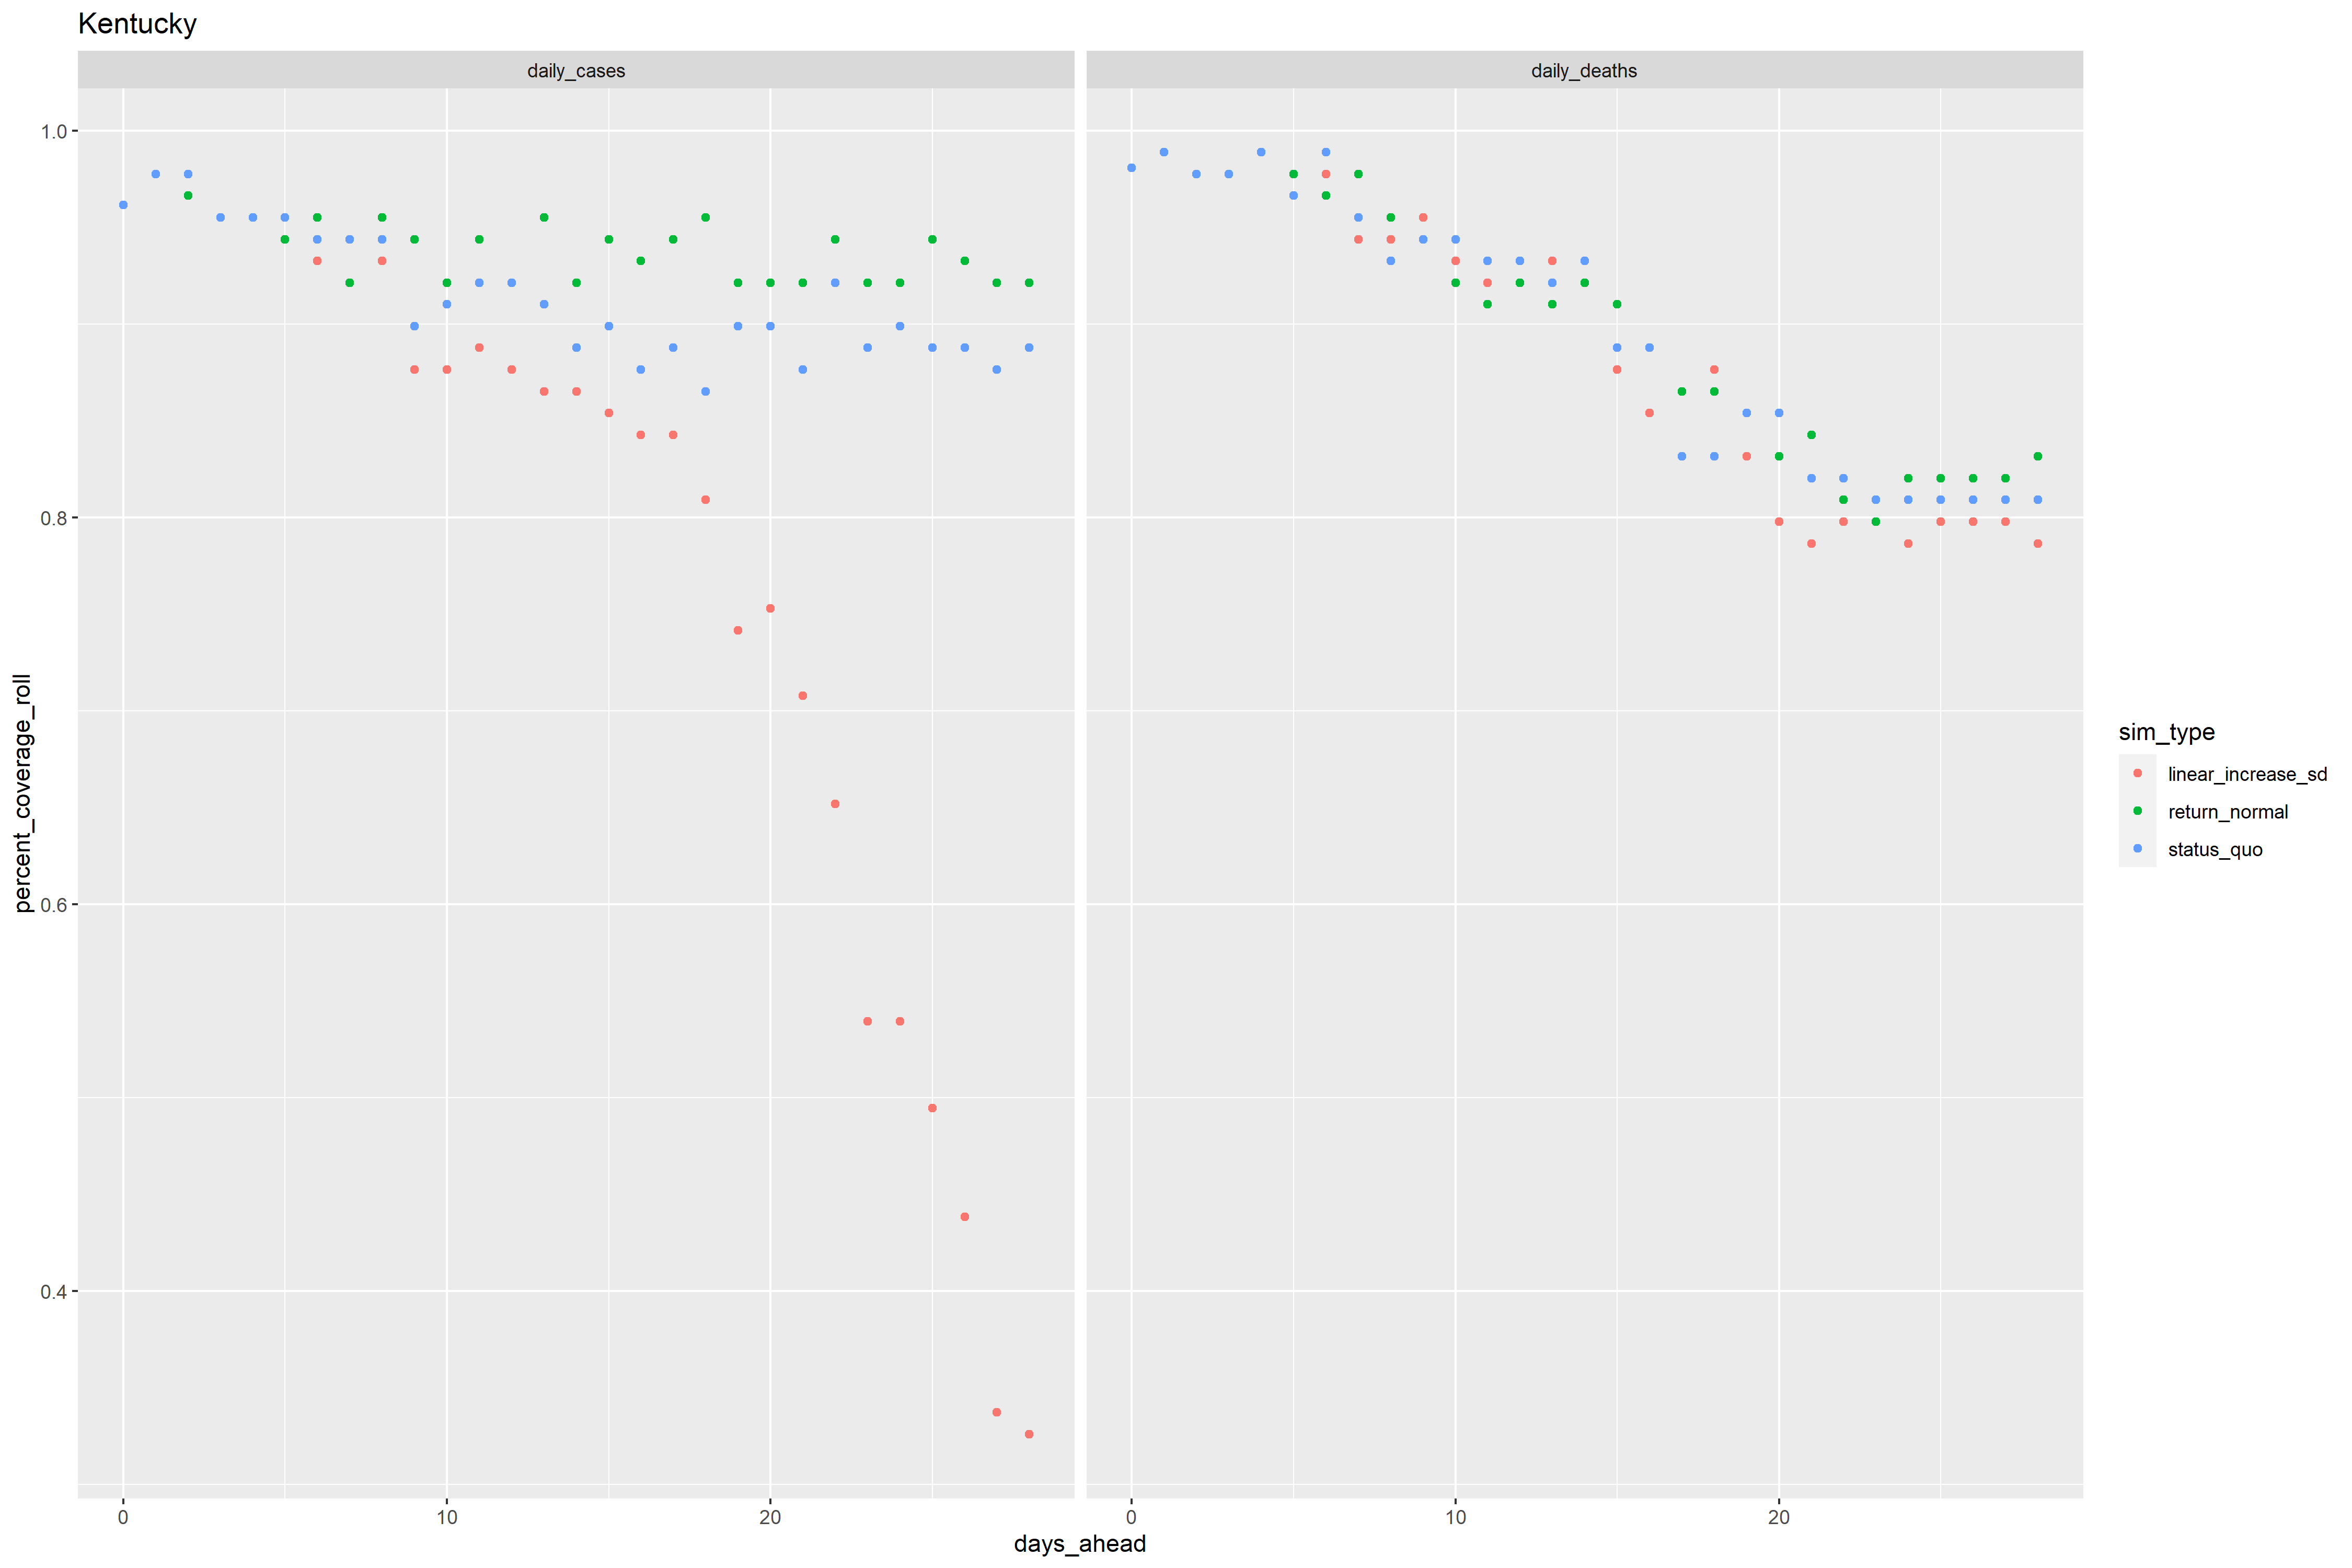 Kentucky
daily_cases
daily_deaths
1.0
0.8
0.6
0.4
percent_coverage_roll
0
10
20
0
10
20
days_ahead
sim_type
linear_increase_sd
return_normal
status_quo